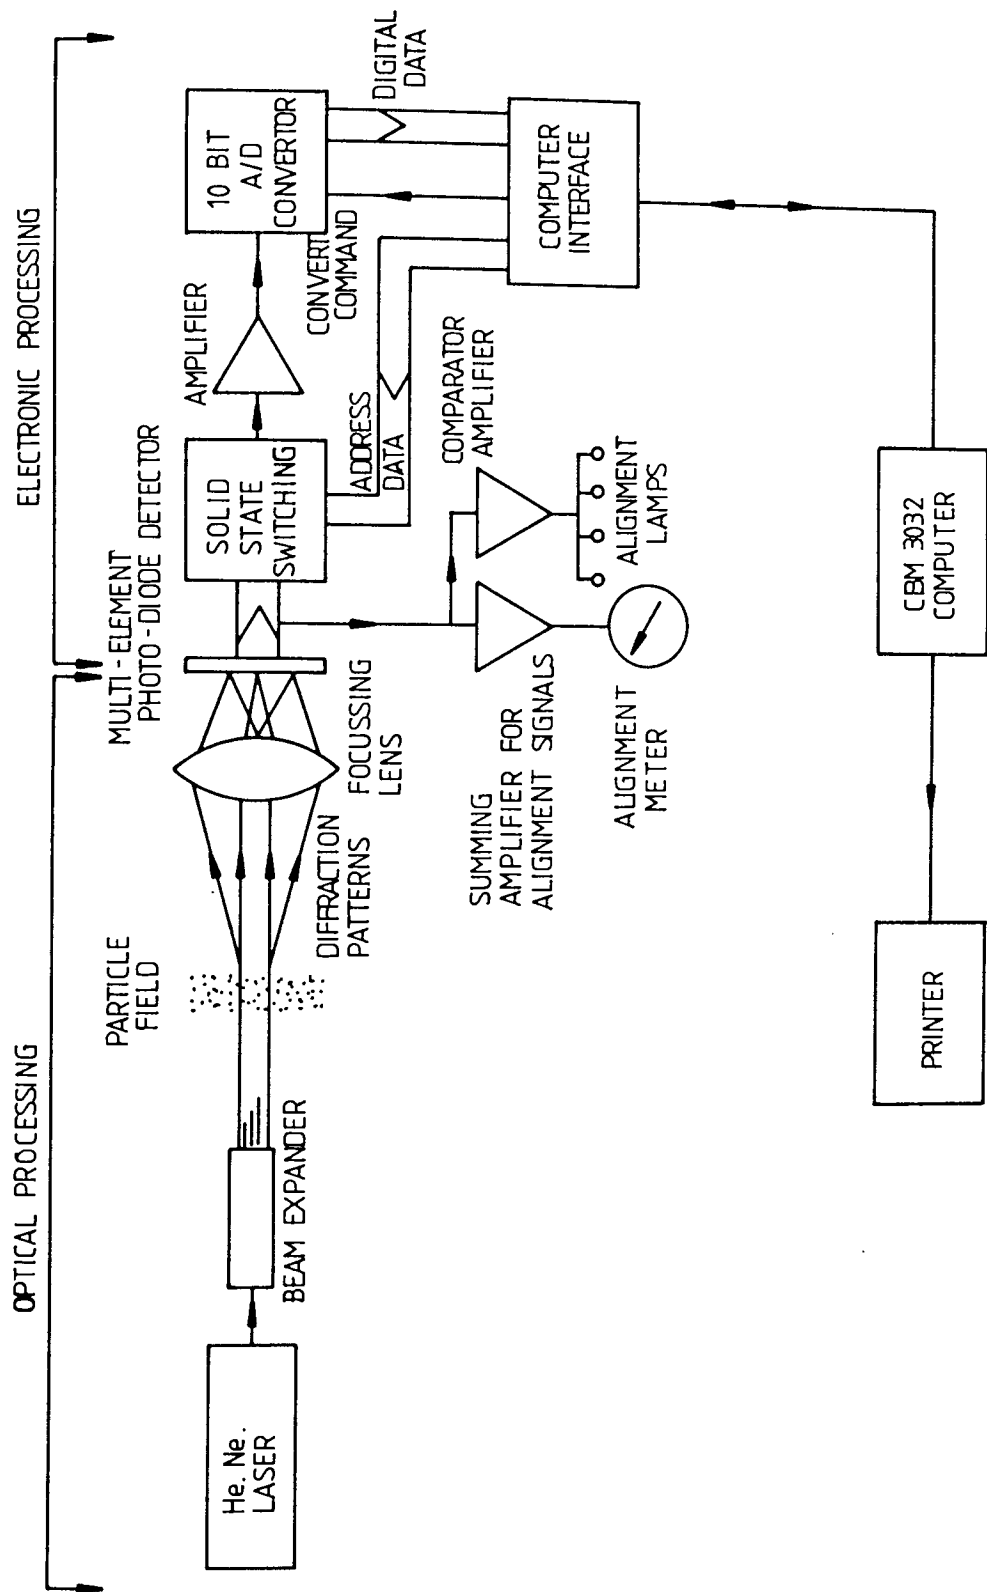 OPTICAL PROCESSING
ELECTRONIC PROCESSING
He.Ne.
LASER
BEAM EXPANDER
PARTICLE
FIELD
DIFFRACTION
PATTERNS
FOCUSSING
LENS
MULTI-ELEMENT
PHOTO-DIODE DETECTOR
SOLID
STATE
SWITCHING
AMPLIFIER
10 BIT
A/D
CONVERTOR
CONVERT
COMMAND
DIGITAL
DATA
ADDRESS
DATA
COMPUTER
INTERFACE
COMPARATOR
AMPLIFIER
ALIGNMENT
LAMPS
SUMMING
AMPLIFIER FOR
ALIGNMENT SIGNALS
ALIGNMENT
METER
CBM 3032
COMPUTER
PRINTER